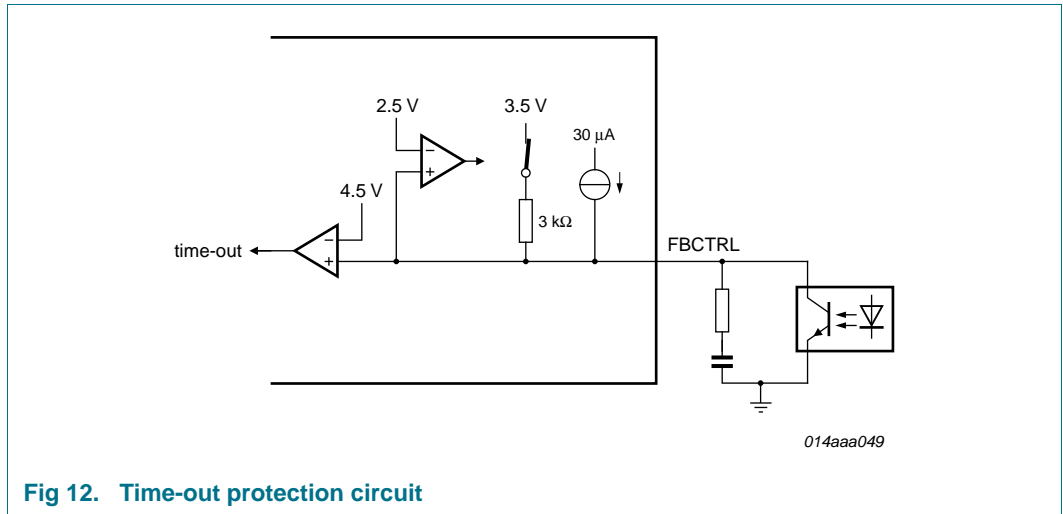 2.5 V
3.5 V
30 μA
−
+
4.5 V
3 kΩ
time-out
−
+
FBCTRL
014aaa049
Fig 12. Time-out protection circuit